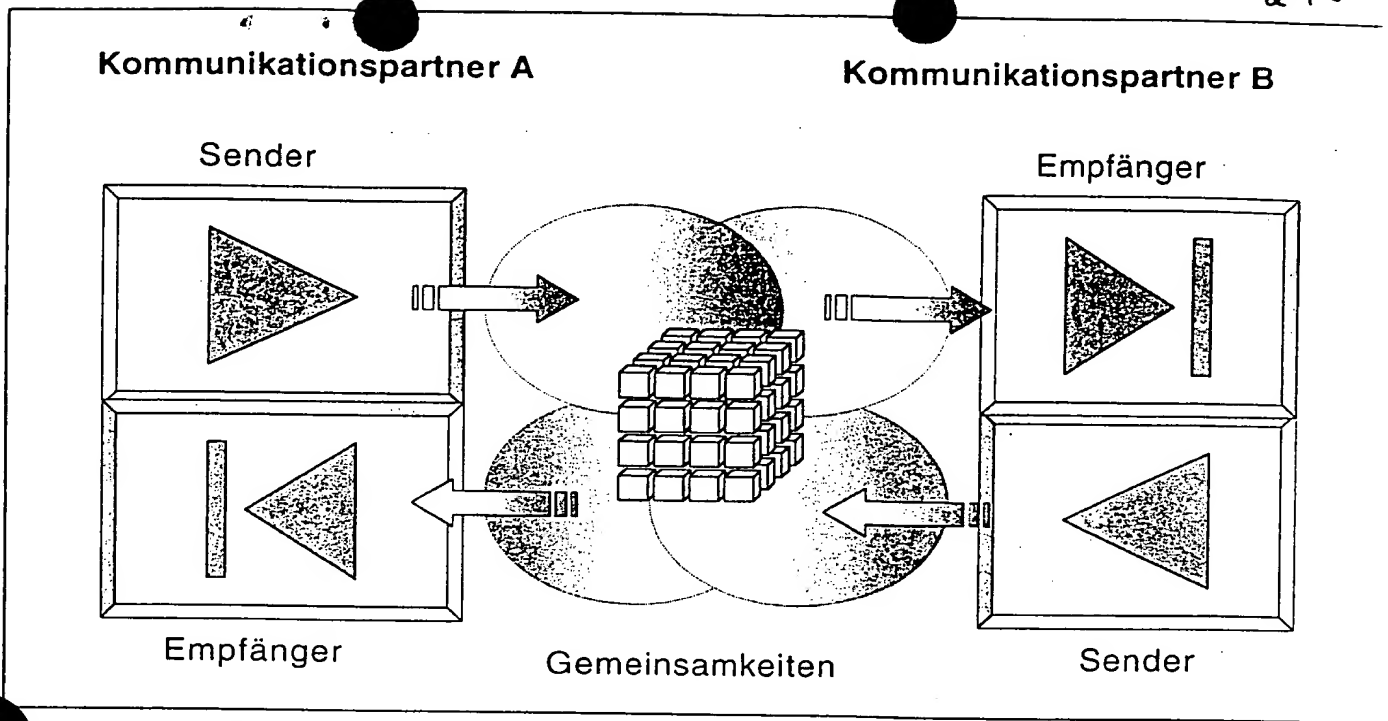 Kommunikationspartner A
Kommunikationspartner B
Sender
Empfänger
Empfänger
Gemeinsamkeiten
Sender